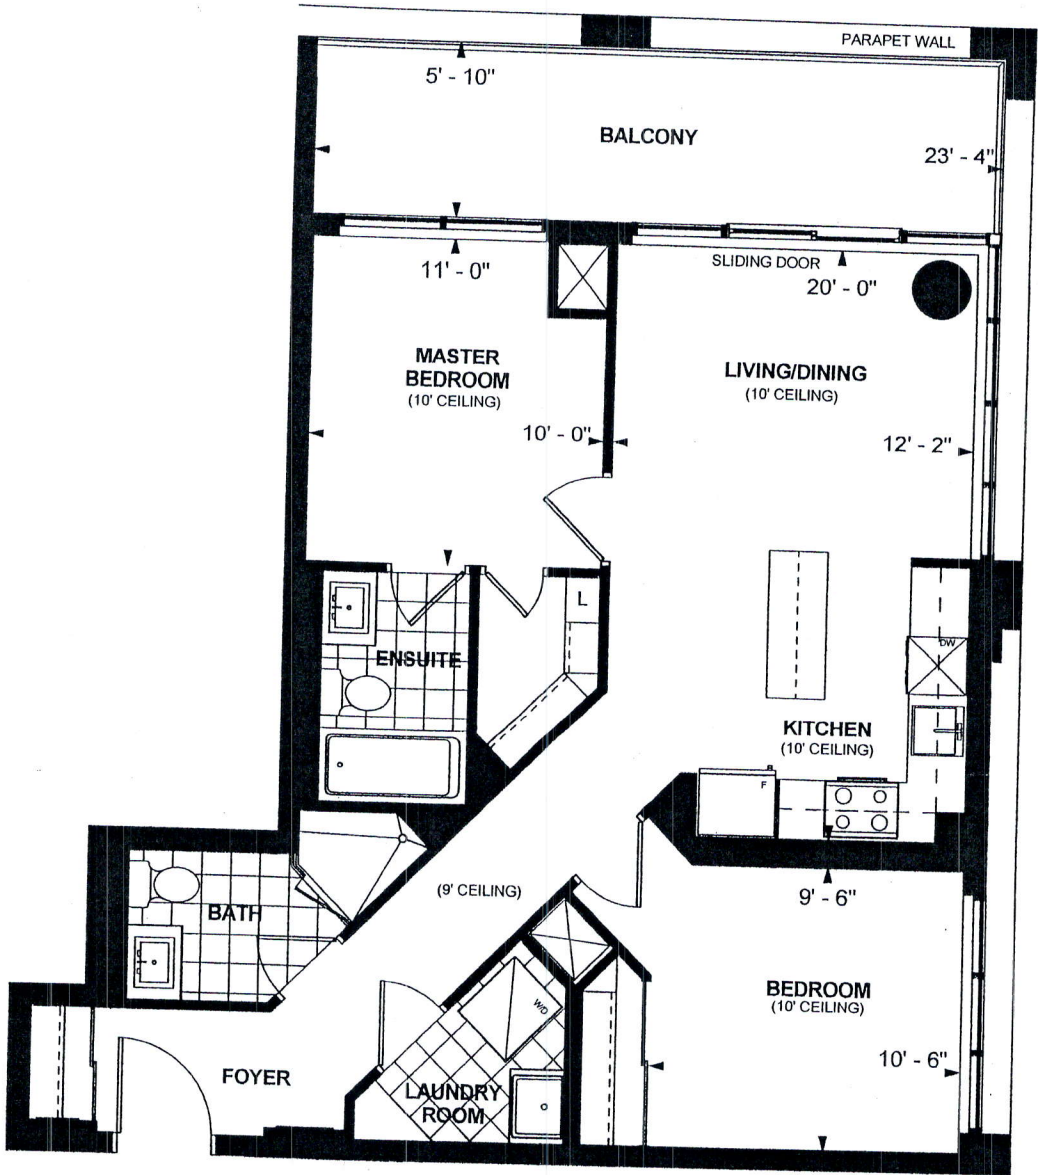 PARAPET WALL
5' - 10"
BALCONY
23' - 4"
11' - 0"
SLIDING DOOR
20' - 0"
MASTER
BEDROOM
(10' CEILING)
LIVING/DINING
(10' CEILING)
10' - 0"
12' - 2"
L
ENSUITE
DW
KITCHEN
(10' CEILING)
F
(9' CEILING)
9' - 6"
BATH
BEDROOM
(10' CEILING)
W/D
10' - 6"
FOYER
LAUNDRY
ROOM